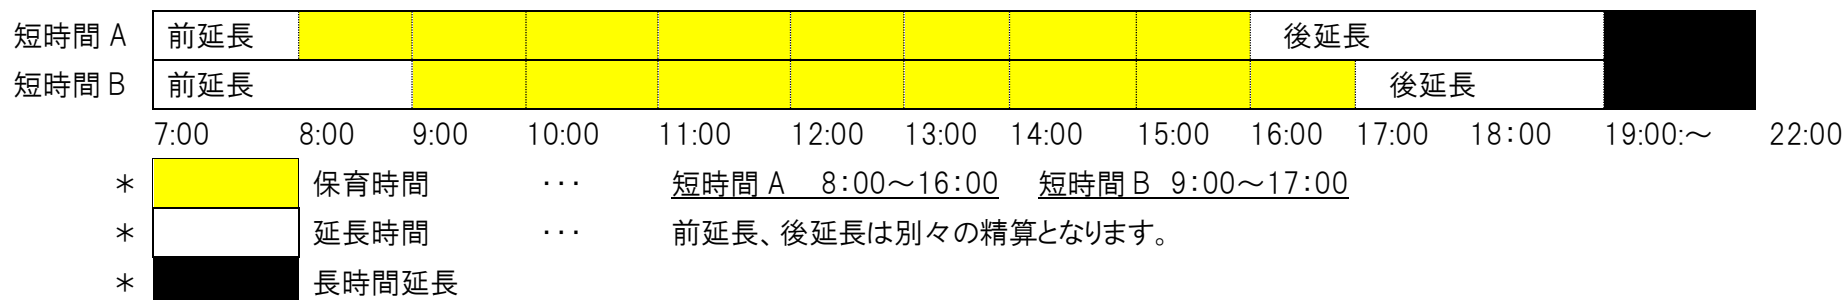 短時間 A 前延長 後延長
短時間 B 前延長 後延長
7:00 8:00 9:00 10:00 11:00 12:00 13:00 14:00 15:00 16:00 17:00 18:00 19:00:～ 22:00
＊ 保育時間 ･･･ 短時間 A 8：00～16：00 短時間 B 9：00～17：00
＊ 延長時間 ･･･ 前延長、後延長は別々の精算となります。
＊ 長時間延長